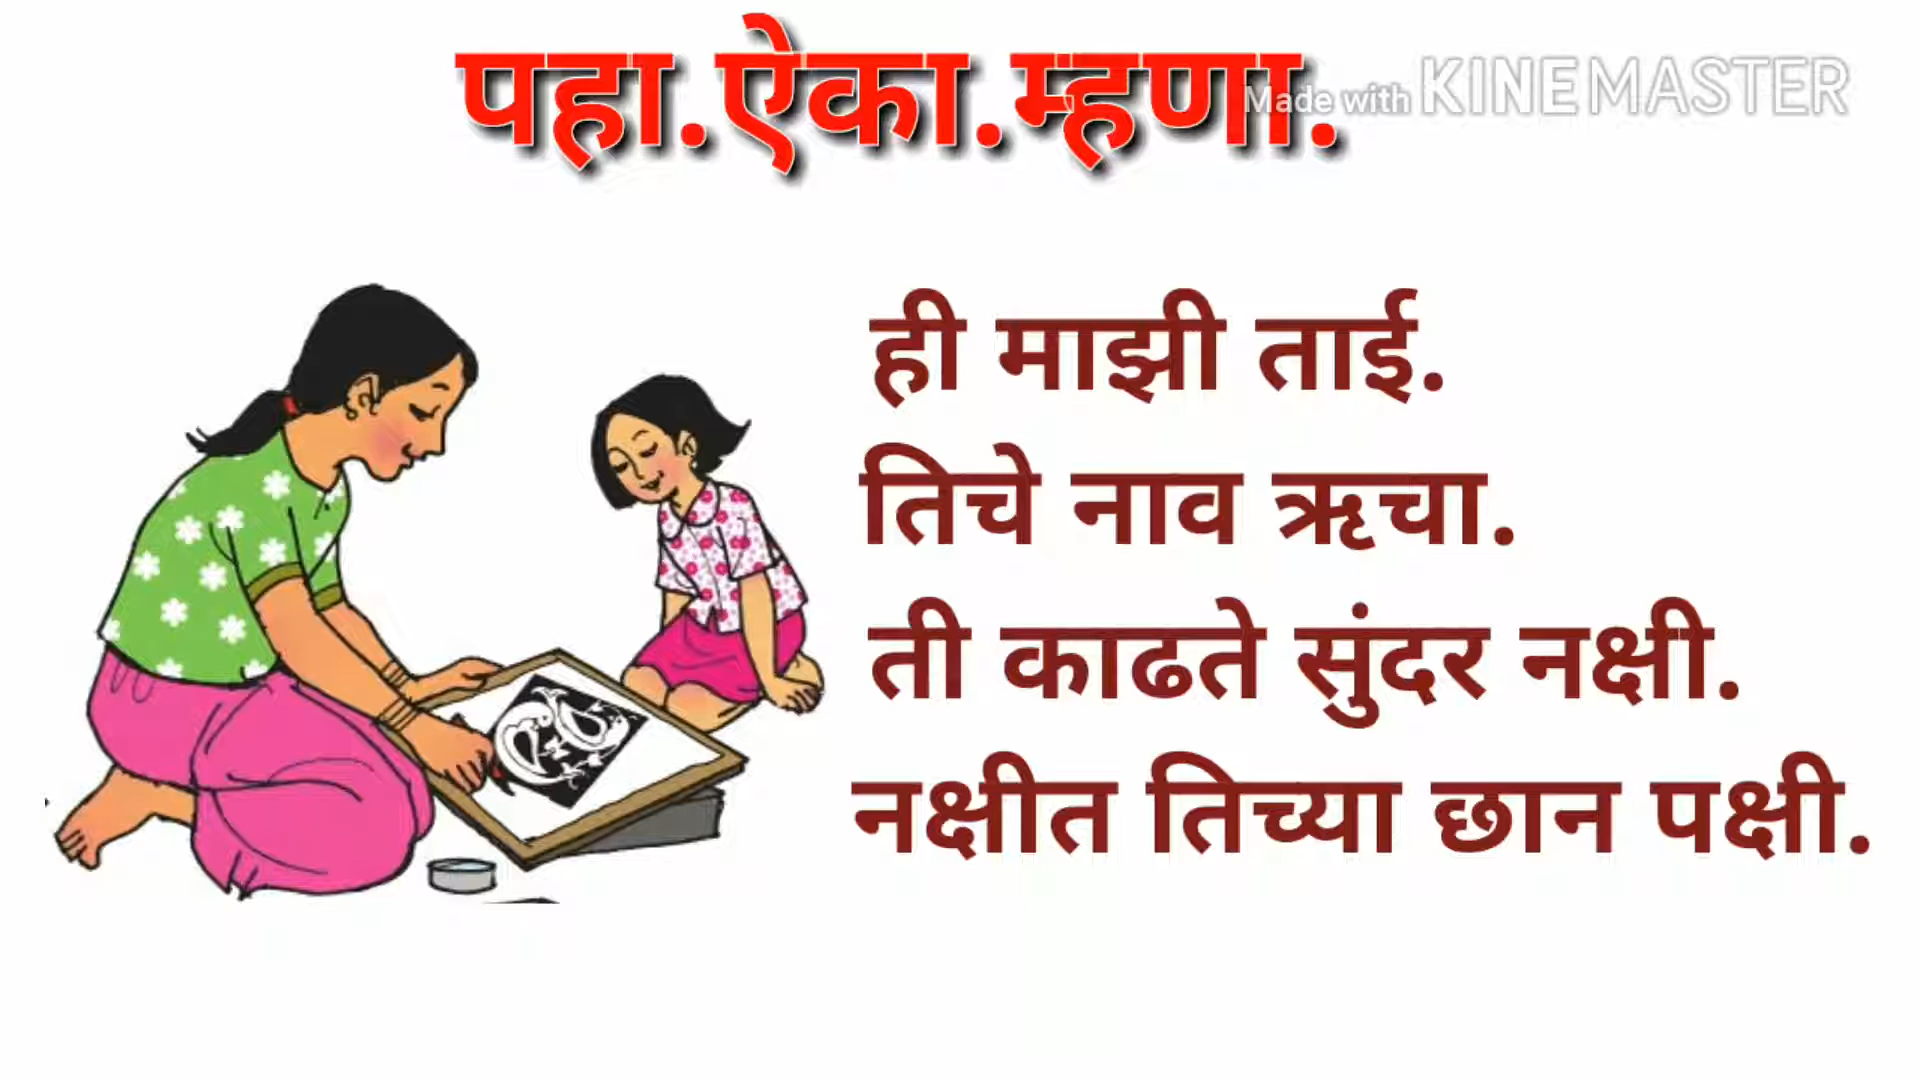 पहा.ऐका.म्हणा.
Made with KINEMASTER
ही माझी ताई.
तिचे नाव ऋचा.
ती काढते सुंदर नक्षी.
नक्षीत तिच्या छान पक्षी.